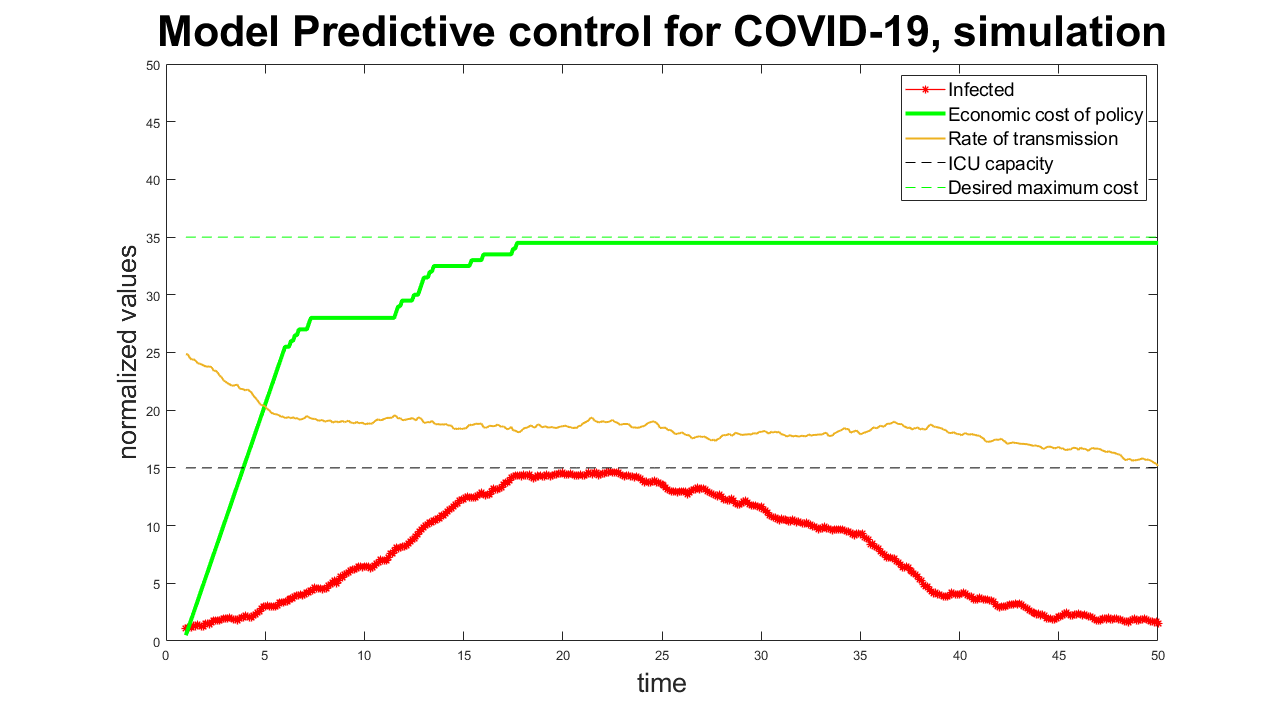 Model Predictive control for COVID-19, simulation
50
45
40
35
30
25
20
15
10
5
0
normalized values
Infected
Economic cost of policy
Rate of transmission
ICU capacity
Desired maximum cost
0 5 10 15 20 25 30 35 40 45 50
time